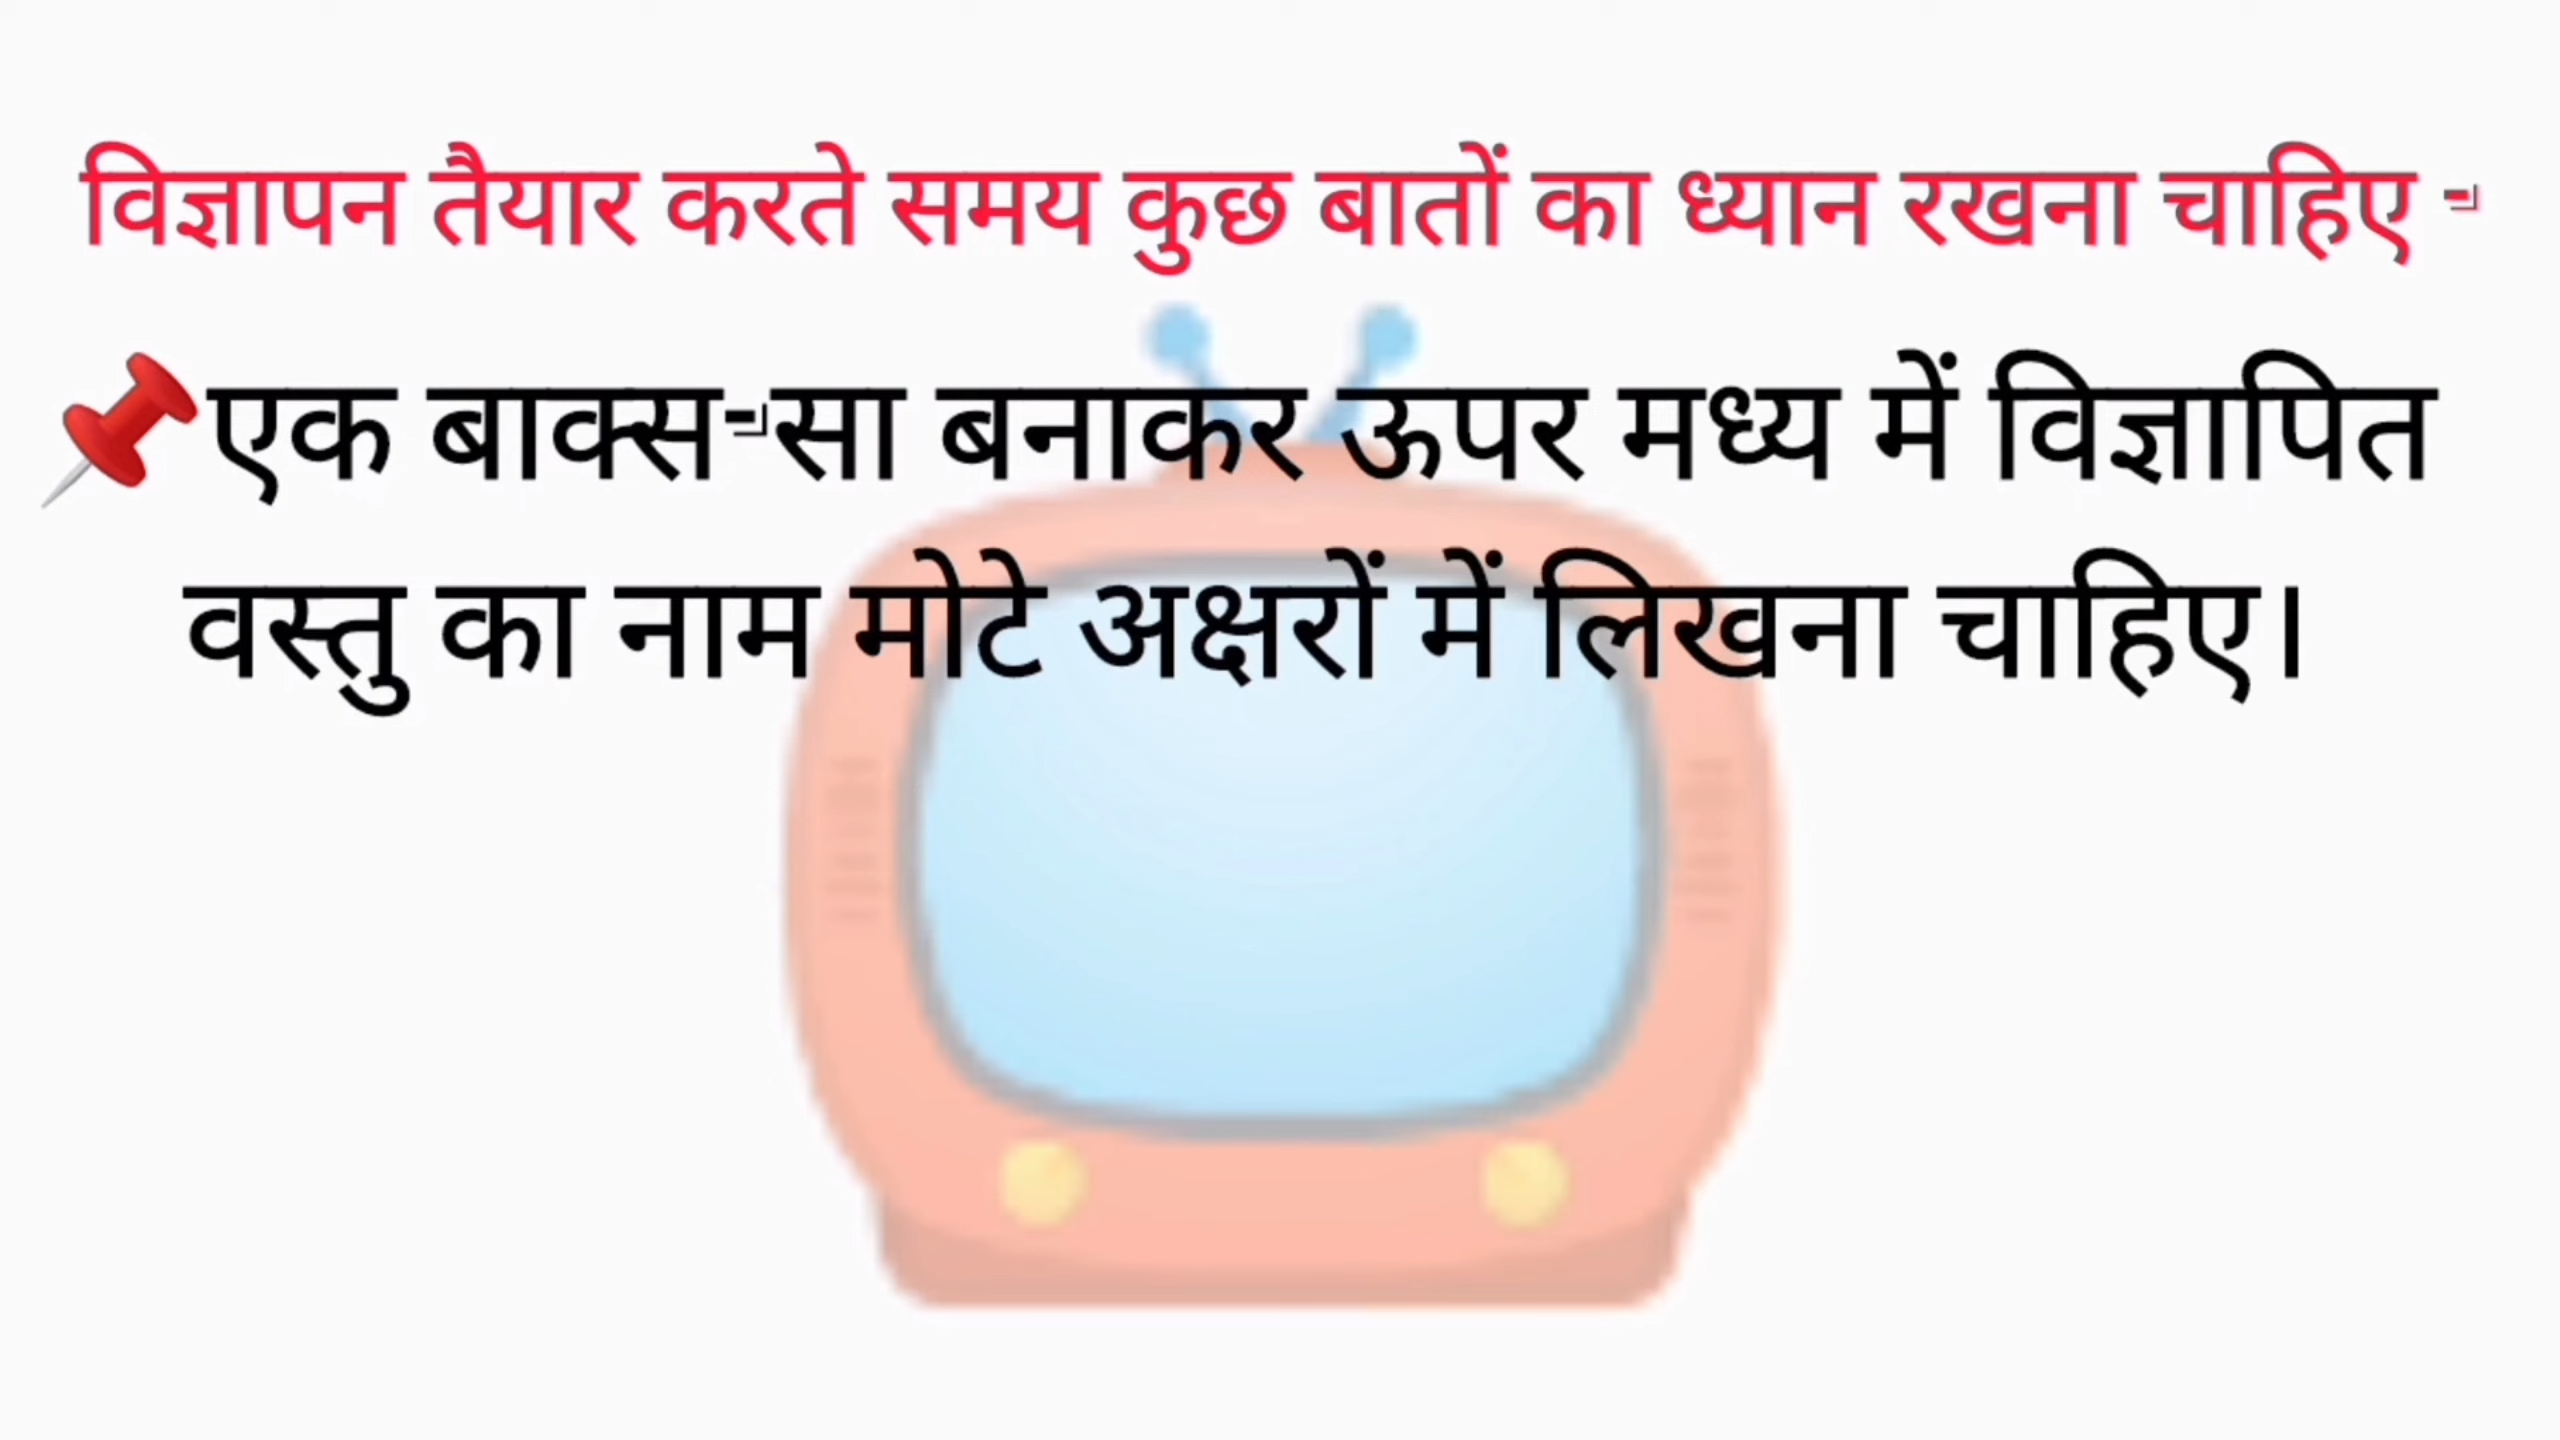 विज्ञापन तैयार करते समय कुछ बातों का ध्यान रखना चाहिए -
📌एक बाक्स-सा बनाकर ऊपर मध्य में विज्ञापित
वस्तु का नाम मोटे अक्षरों में लिखना चाहिए।